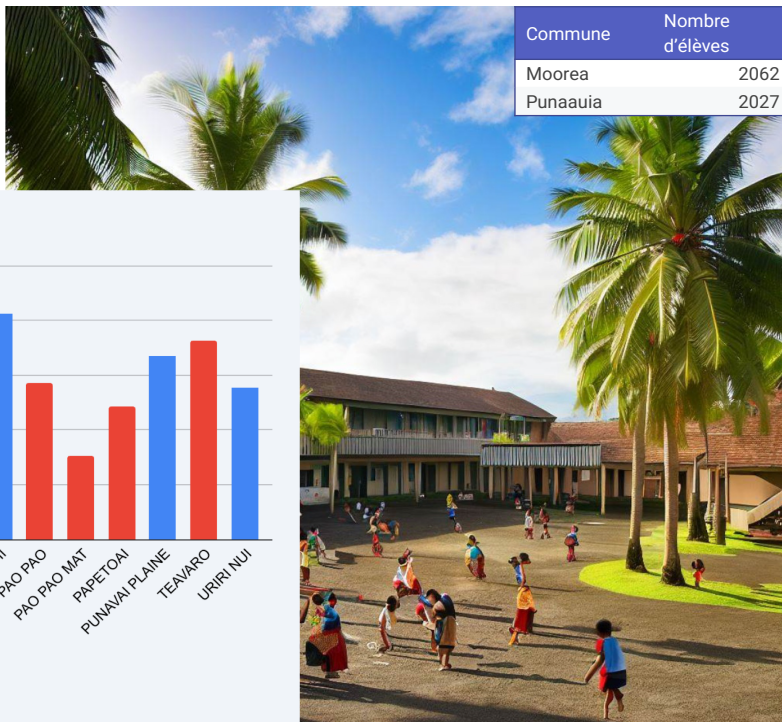 Commune Nombre d'élèves
Moorea 2062
Punaauia 2027
PAO PAO
PAO PAO MAT
PAPETOAI
PUNAVAI PLAINE
TEAVARO
URIRI NUI